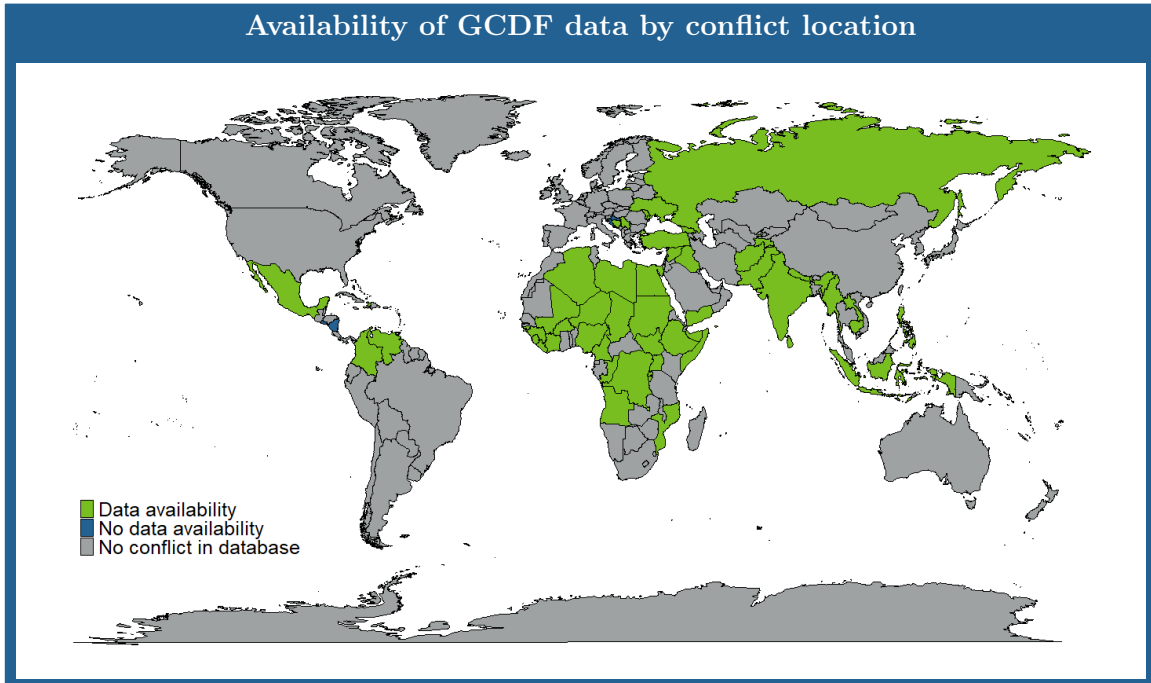 Availability of GCDF data by conflict location
Data availability
No data availability
No conflict in database